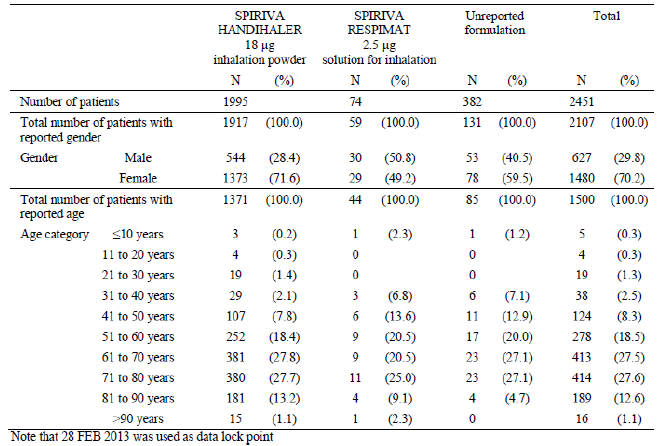 SPIRIVA SPIRIVA Unreported Total
HANDIHALER RESPIMAT formulation
18 µg 2.5 µg
inhalation powder solution for inhalation
N (%) N (%) N (%) N (%)
Number of patients 1995 74 382 2451
Total number of patients with 1917 (100.0) 59 (100.0) 131 (100.0) 2107 (100.0)
reported gender
Gender Male 544 (28.4) 30 (50.8) 53 (40.5) 627 (29.8)
Female 1373 (71.6) 29 (49.2) 78 (59.5) 1480 (70.2)
Total number of patients with 1371 (100.0) 44 (100.0) 85 (100.0) 1500 (100.0)
reported age
Age category ≤10 years 3 (0.2) 1 (2.3) 1 (1.2) 5 (0.3)
11 to 20 years 4 (0.3) 0 0 4 (0.3)
21 to 30 years 19 (1.4) 0 0 19 (1.3)
31 to 40 years 29 (2.1) 3 (6.8) 6 (7.1) 38 (2.5)
41 to 50 years 107 (7.8) 6 (13.6) 11 (12.9) 124 (8.3)
51 to 60 years 252 (18.4) 9 (20.5) 17 (20.0) 278 (18.5)
61 to 70 years 381 (27.8) 9 (20.5) 23 (27.1) 413 (27.5)
71 to 80 years 380 (27.7) 11 (25.0) 23 (27.1) 414 (27.6)
81 to 90 years 181 (13.2) 4 (9.1) 4 (4.7) 189 (12.6)
>90 years 15 (1.1) 1 (2.3) 0 16 (1.1)
Note that 28 FEB 2013 was used as data lock point